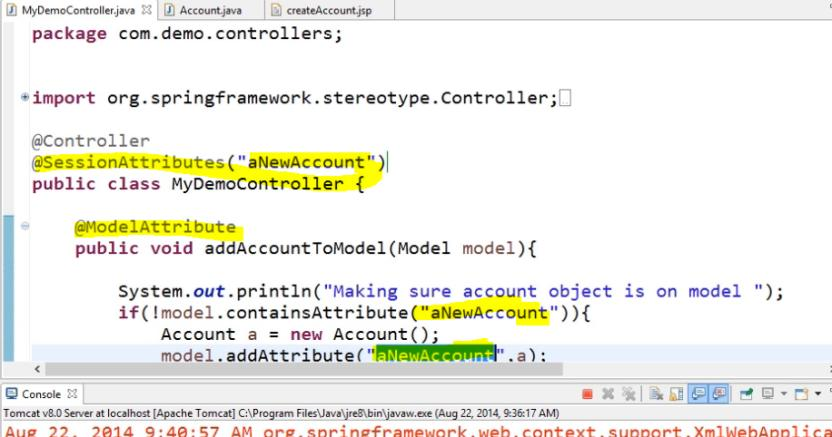 MyDemoController.java Account.java createAccount.jsp
package com.demo.controllers;
import org.springframework.stereotype.Controller;
@Controller
@SessionAttributes("aNewAccount")
public class MyDemoController {
@ModelAttribute
public void addAccountToModel(Model model){
System.out.println("Making sure account object is on model ");
if(!model.containsAttribute("aNewAccount")){
Account a = new Account();
model.addAttribute("aNewAccount",a);
Console
Tomcat v8.0 Server at localhost [Apache Tomcat] C:\Program Files\Java\jre8\bin\javaw.exe (Aug 22, 2014, 9:36:17 AM)
Aug 22, 2014 9:40:57 AM org.springframework.web.context.support.XmlWebApplica